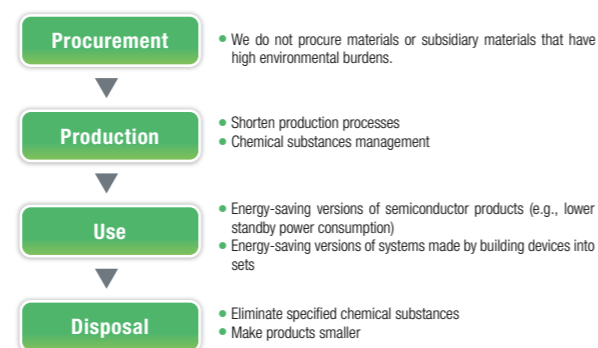 Procurement
● We do not procure materials or subsidiary materials that have
high environmental burdens.
Production
● Shorten production processes
● Chemical substances management
Use
● Energy-saving versions of semiconductor products (e.g., lower
standby power consumption)
● Energy-saving versions of systems made by building devices into
sets
Disposal
● Eliminate specified chemical substances
● Make products smaller